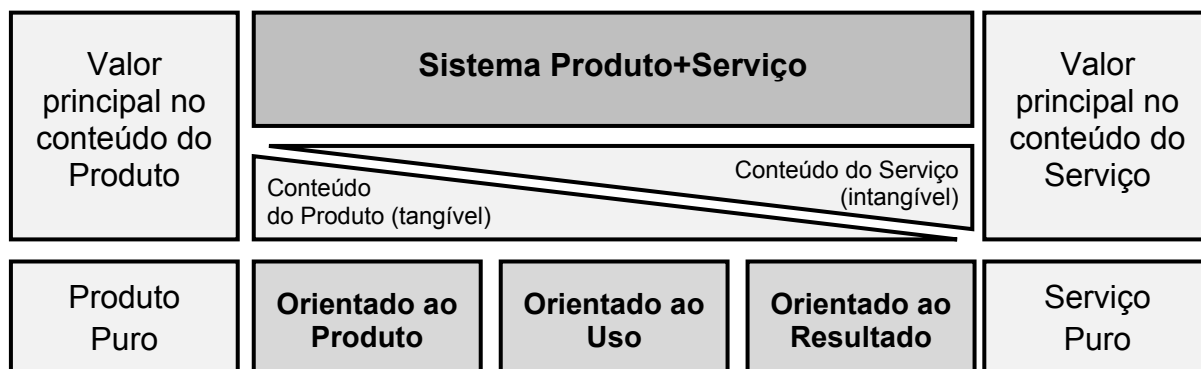 Valor
principal no
conteúdo do
Produto
Sistema Produto+Serviço
Conteúdo
do Produto (tangível)
Conteúdo do Serviço
(intangível)
Valor
principal no
conteúdo do
Serviço
Produto
Puro
Orientado ao
Produto
Orientado ao
Uso
Orientado ao
Resultado
Serviço
Puro